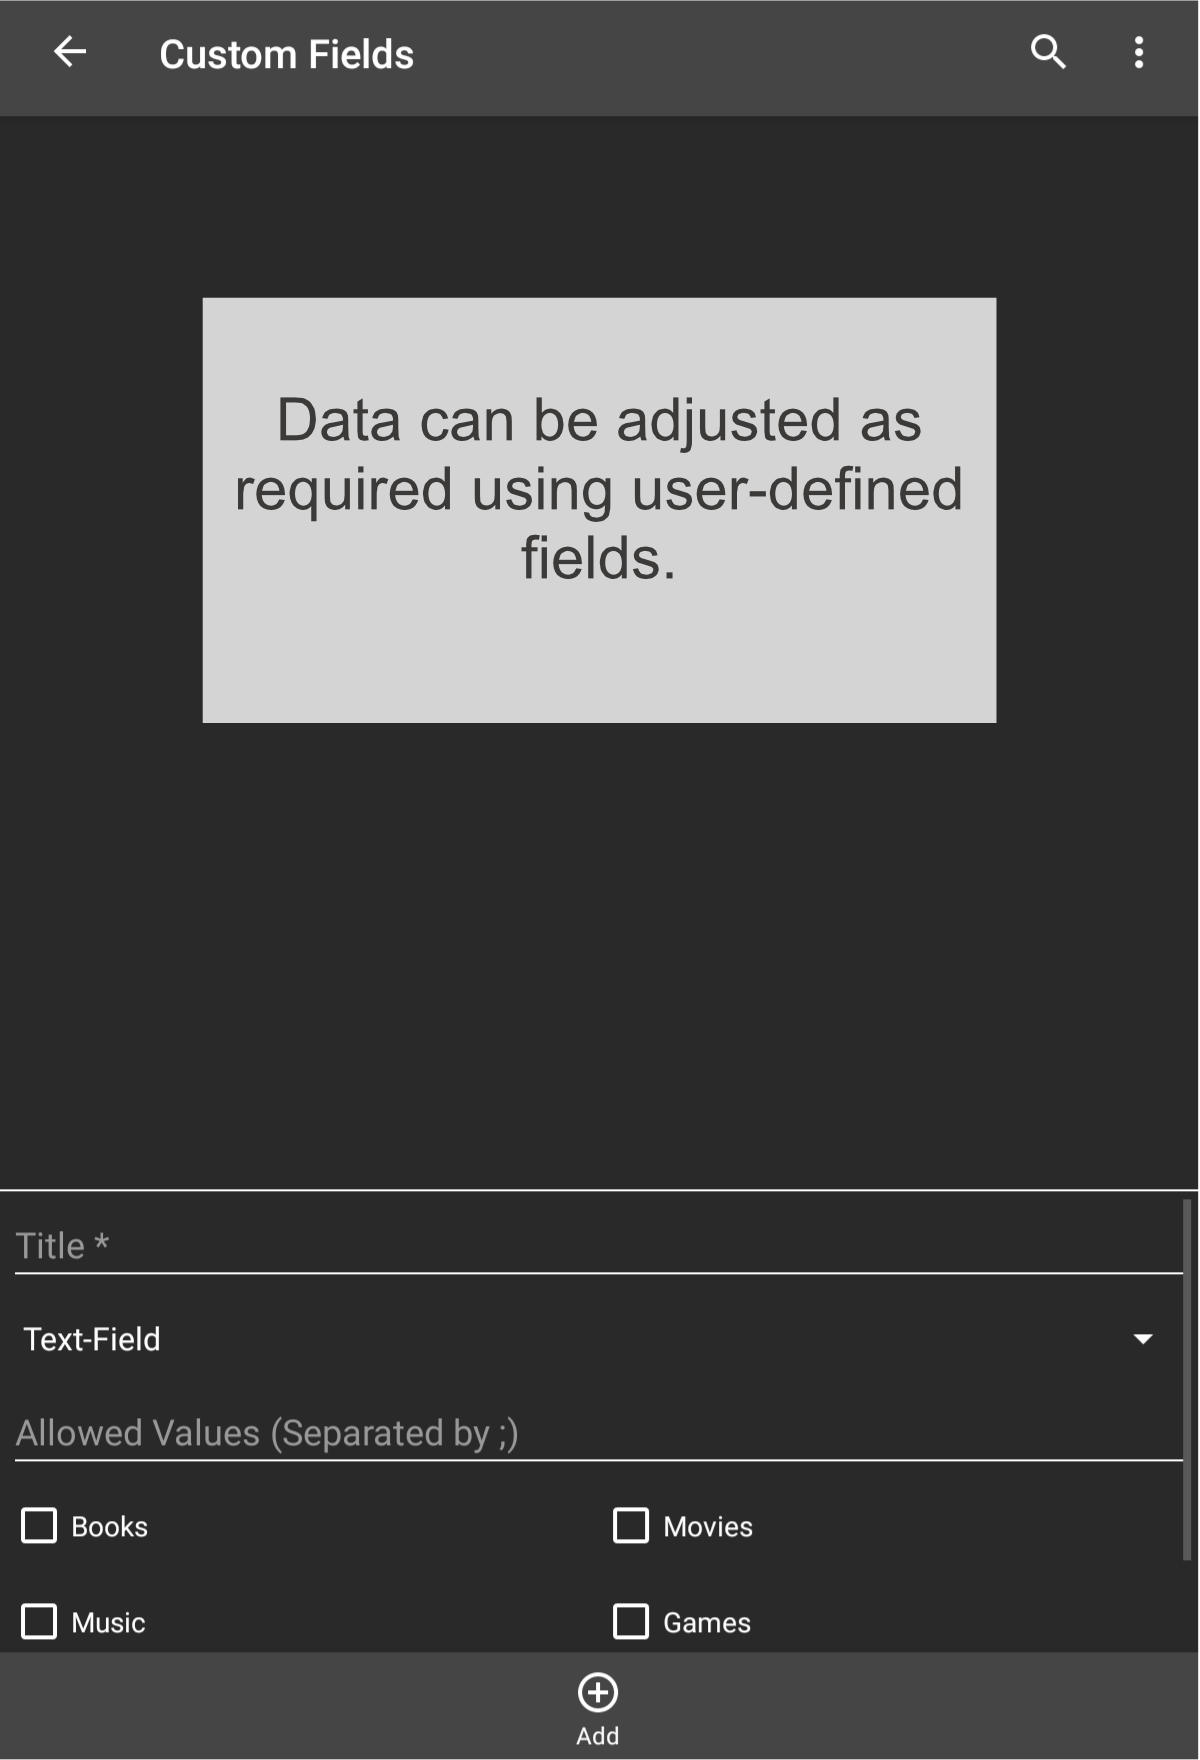 Custom Fields
Data can be adjusted as
required using user-defined
fields.
Title *
Text-Field
Allowed Values (Separated by ;)
Books
Movies
Music
Games
Add